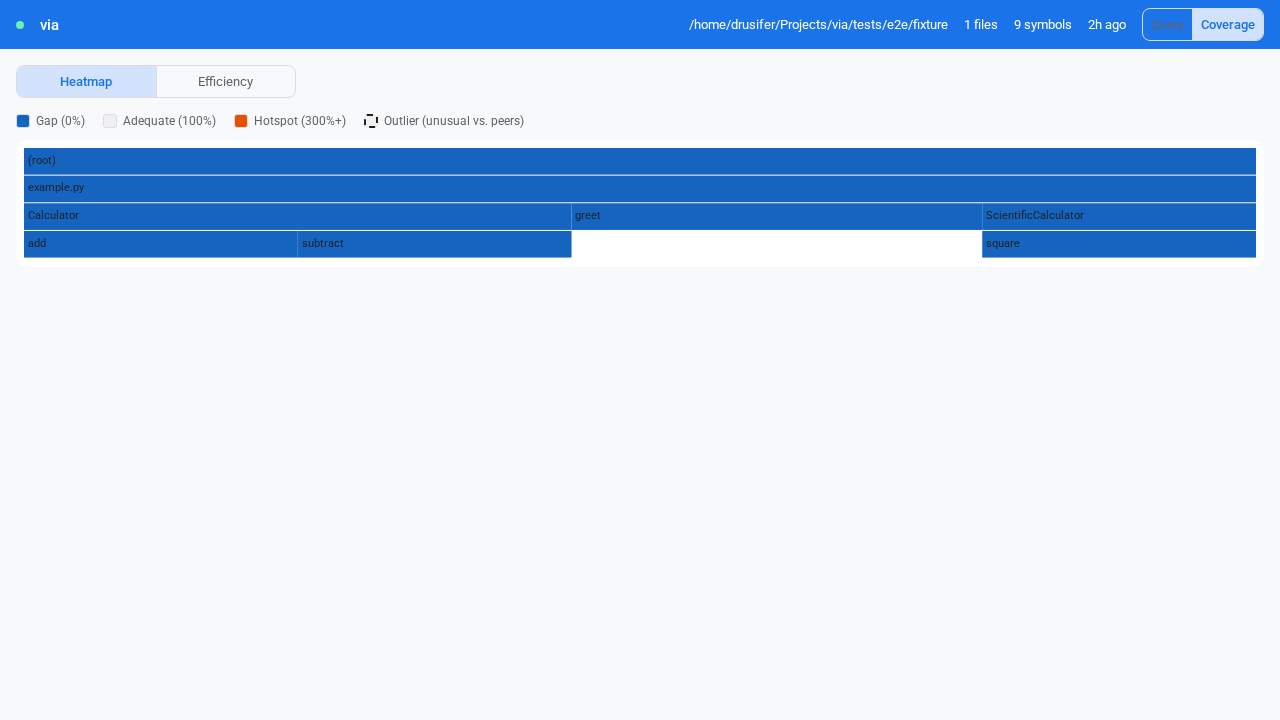 via /home/drusifer/Projects/via/tests/e2e/fixture 1 files 9 symbols 2h ago Query Coverage
Heatmap Efficiency
Gap (0%) Adequate (100%) Hotspot (300%+) Outlier (unusual vs. peers)
(root)
example.py
Calculator greet ScientificCalculator
add subtract square